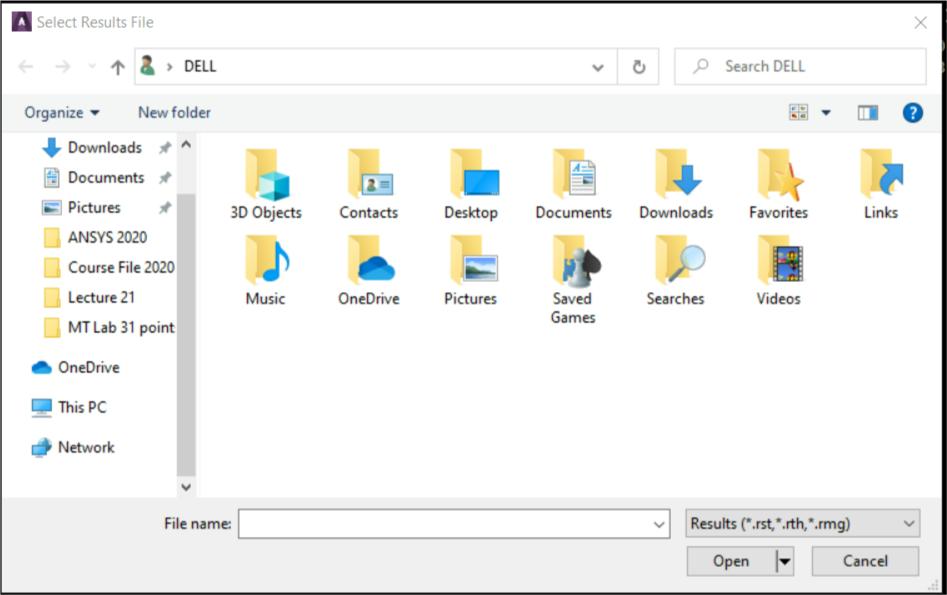 Select Results File
DELL
Search DELL
Organize
New folder
Downloads
Documents
Pictures
ANSYS 2020
Course File 2020
Lecture 21
MT Lab 31 point
OneDrive
This PC
Network
3D Objects
Contacts
Desktop
Documents
Downloads
Favorites
Links
Music
OneDrive
Pictures
Saved
Games
Searches
Videos
File name:
Results (*.rst,*.rth,*.rmg)
Open
Cancel